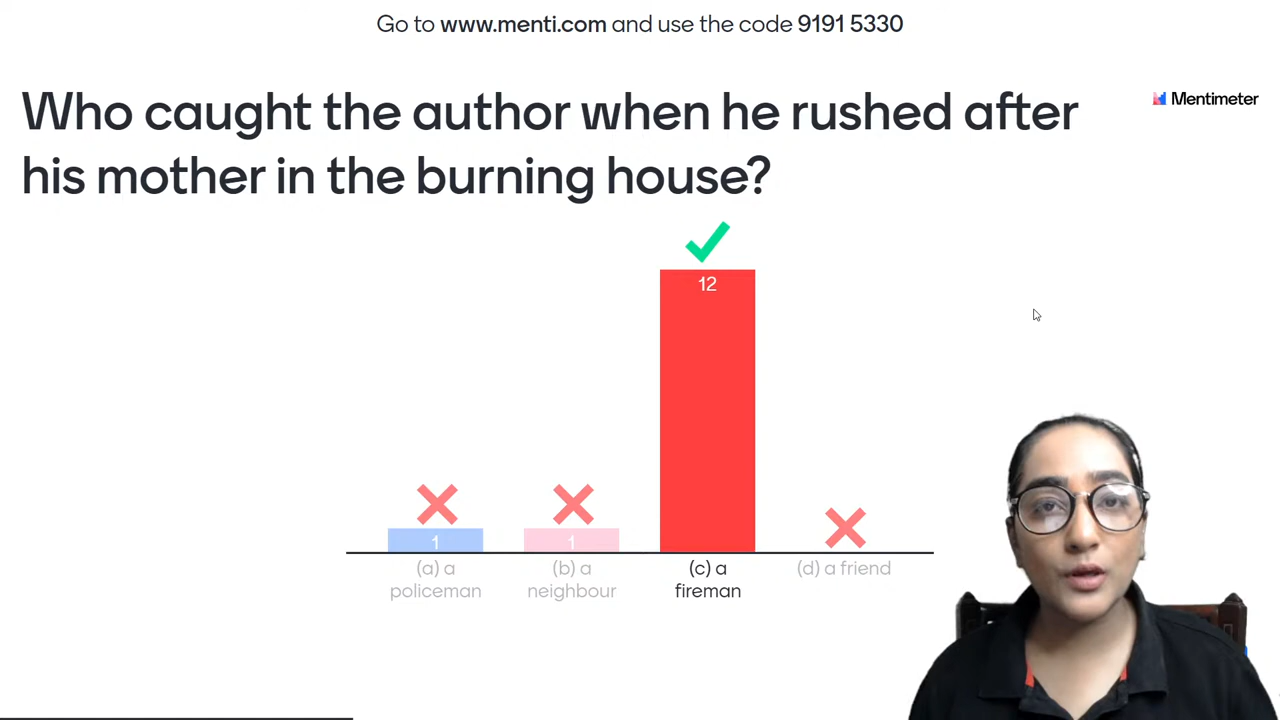 Go to www.menti.com and use the code 9191 5330
Who caught the author when he rushed after
his mother in the burning house?
Mentimeter
12
1
1
(a) a
policeman
(b) a
neighbour
(c) a
fireman
(d) a friend